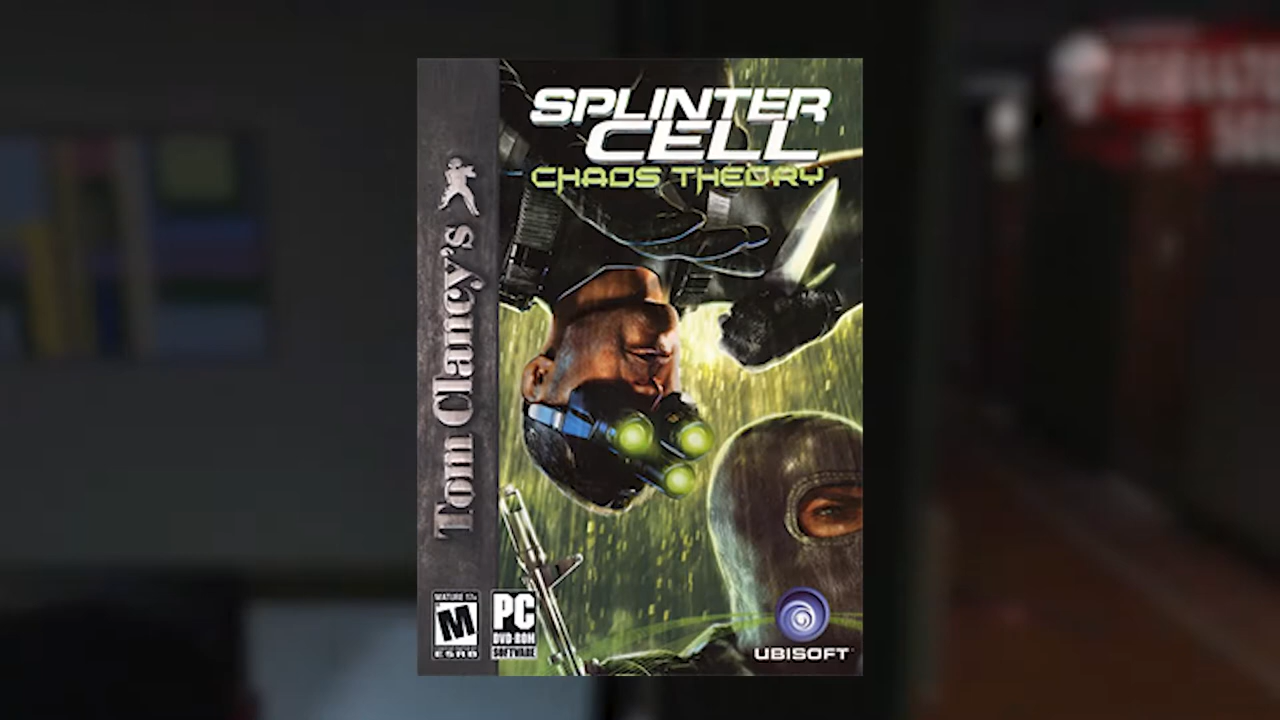 SPLINTER
CELL
CHAOS THEORY
Tom Clancy's
MATURE 17+
M
ESRB
PC
DVD-ROM
SOFTWARE
UBISOFT